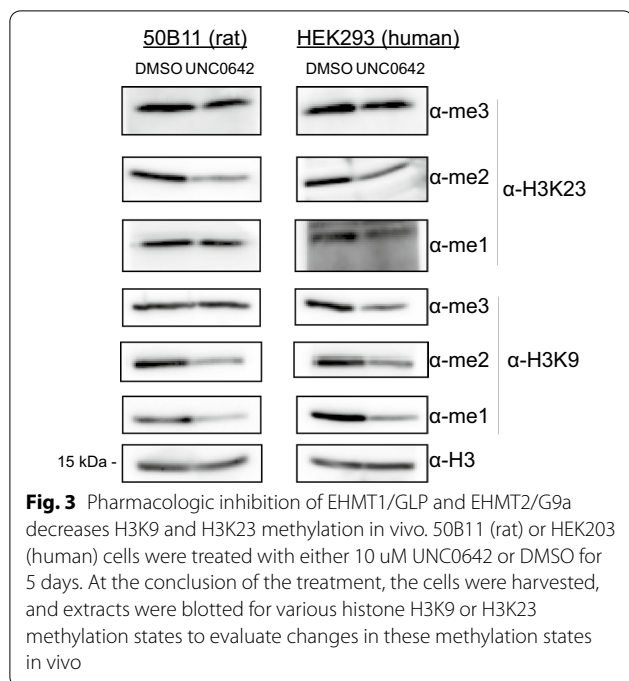 50B11 (rat) HEK293 (human)
DMSO UNC0642 DMSO UNC0642
α-me3
α-me2
α-H3K23
α-me1
α-me3
α-me2
α-H3K9
α-me1
15 kDa - α-H3
Fig. 3 Pharmacologic inhibition of EHMT1/GLP and EHMT2/G9a
decreases H3K9 and H3K23 methylation in vivo. 50B11 (rat) or HEK203
(human) cells were treated with either 10 uM UNC0642 or DMSO for
5 days. At the conclusion of the treatment, the cells were harvested,
and extracts were blotted for various histone H3K9 or H3K23
methylation states to evaluate changes in these methylation states
in vivo